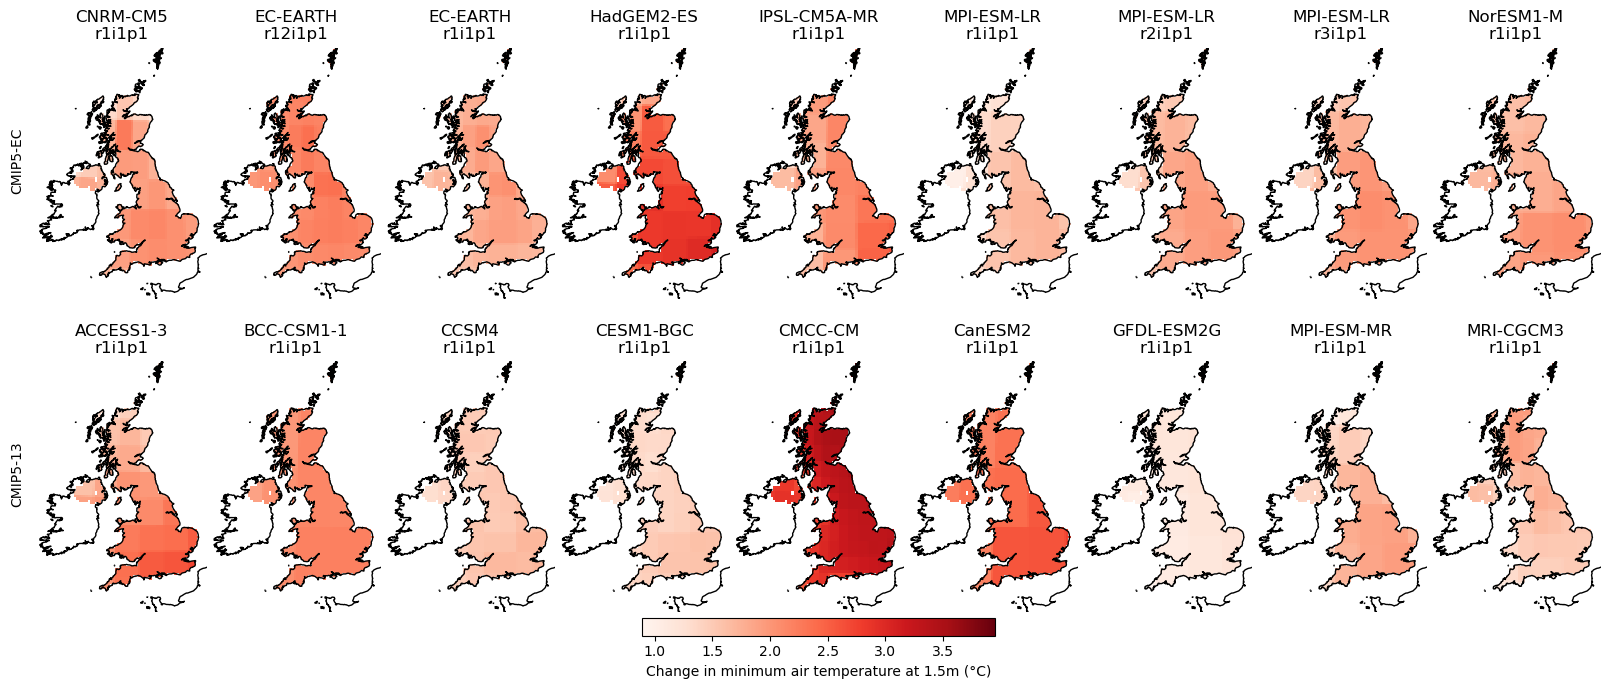 CNRM-CM5
r1i1p1
EC-EARTH
r12i1p1
EC-EARTH
r1i1p1
HadGEM2-ES
r1i1p1
IPSL-CM5A-MR
r1i1p1
MPI-ESM-LR
r1i1p1
MPI-ESM-LR
r2i1p1
MPI-ESM-LR
r3i1p1
NorESM1-M
r1i1p1
CMIP5-EC
ACCESS1-3
r1i1p1
BCC-CSM1-1
r1i1p1
CCSM4
r1i1p1
CESM1-BGC
r1i1p1
CMCC-CM
r1i1p1
CanESM2
r1i1p1
GFDL-ESM2G
r1i1p1
MPI-ESM-MR
r1i1p1
MRI-CGCM3
r1i1p1
CMIP5-13
1.0 1.5 2.0 2.5 3.0 3.5
Change in minimum air temperature at 1.5m (°C)